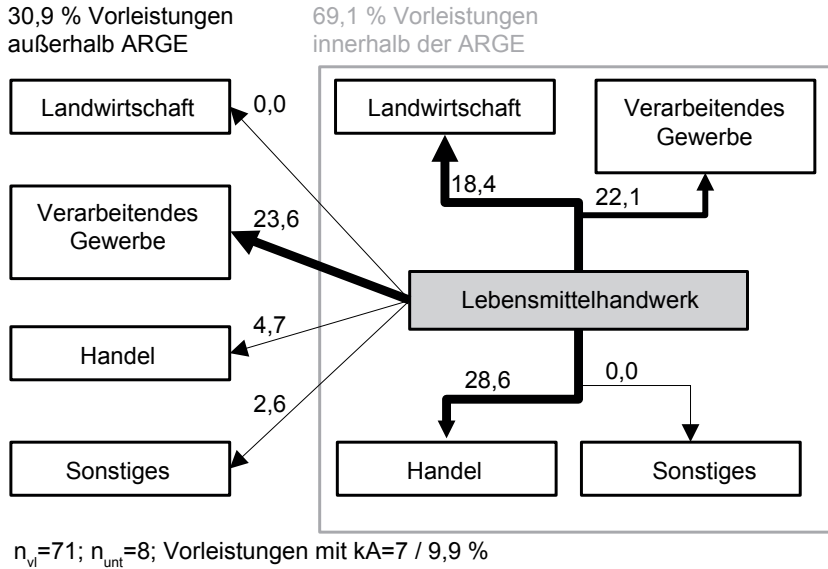 30,9 % Vorleistungen
außerhalb ARGE
69,1 % Vorleistungen
innerhalb der ARGE
Landwirtschaft
0,0
Verarbeitendes
Gewerbe
23,6
Handel
4,7
Sonstiges
2,6
Landwirtschaft
18,4
Verarbeitendes
Gewerbe
22,1
Lebensmittelhandwerk
28,6
0,0
Handel
Sonstiges
n_vl=71; n_unt=8; Vorleistungen mit kA=7 / 9,9 %